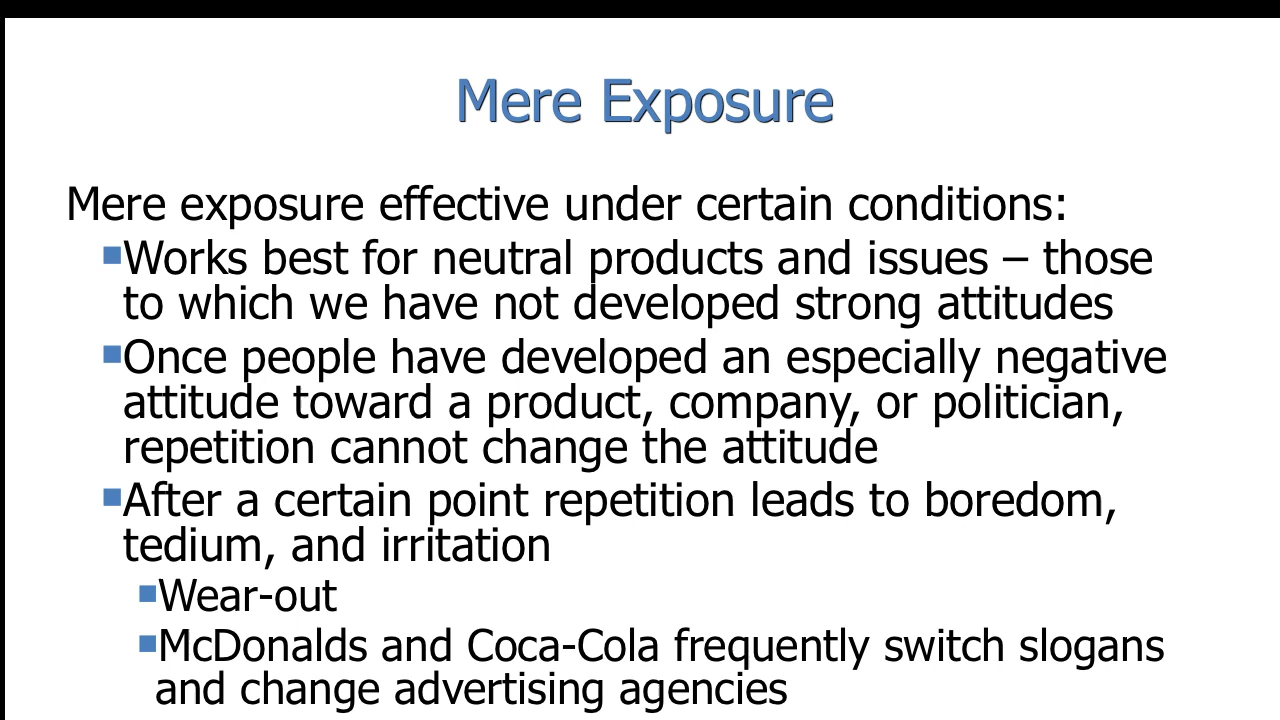 Mere Exposure
Mere exposure effective under certain conditions:
■Works best for neutral products and issues – those
to which we have not developed strong attitudes
■Once people have developed an especially negative
attitude toward a product, company, or politician,
repetition cannot change the attitude
■After a certain point repetition leads to boredom,
tedium, and irritation
■Wear-out
■McDonalds and Coca-Cola frequently switch slogans
and change advertising agencies